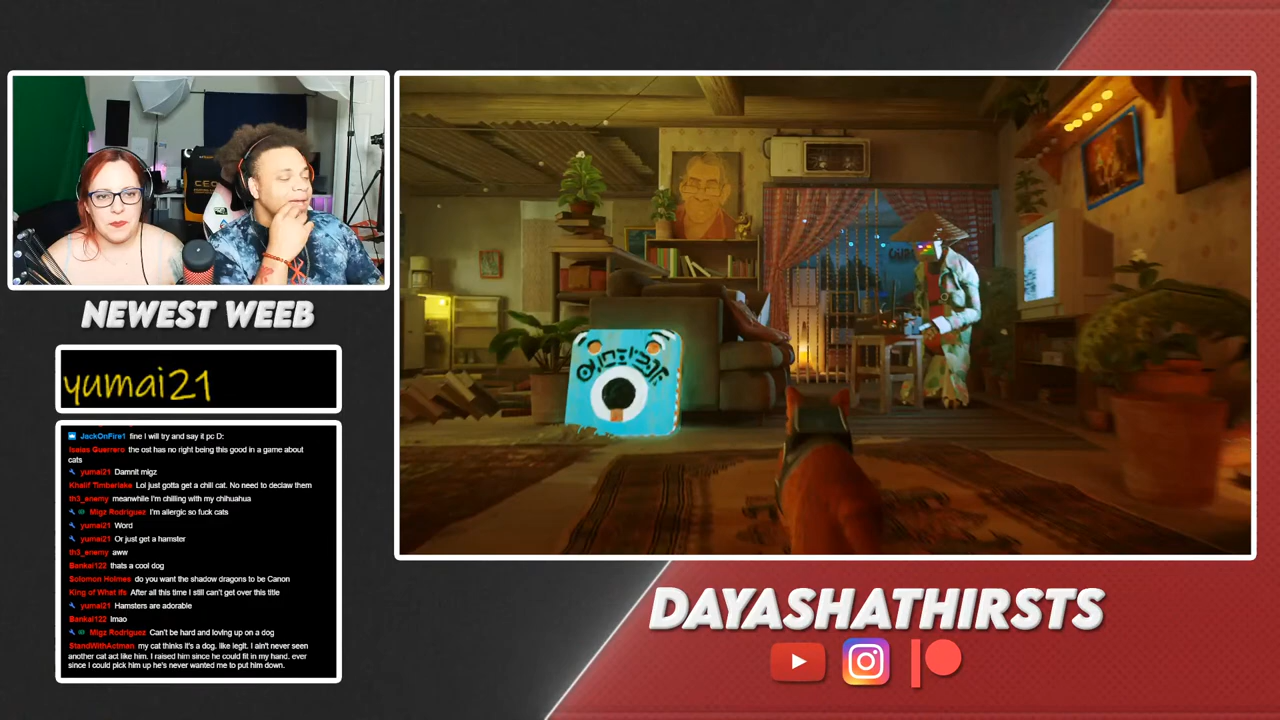 NEWEST WEEB
yumai21
JackOnFire1 fine I will try and say it pc D:
Isaias Guerrero the ost has no right being this good in a game about
cats
yumai21 Damnit migz
Khalif Timberlake Lol just gotta get a chill cat. No need to declaw them
th3_enemy meanwhile I'm chilling with my chihuahua
Migz Rodriguez I'm allergic so fuck cats
yumai21 Word
yumai21 Or just get a hamster
th3_enemy aww
Bankai122 thats a cool dog
Solomon Holmes do you want the shadow dragons to be Canon
King of What ifs After all this time I still can't get over this title
yumai21 Hamsters are adorable
Bankai122 lmao
Migz Rodriguez Can't be hard and loving up on a dog
StandWithActman my cat thinks it's a dog. like legit. I ain't never seen
another cat act like him. I raised him since he could fit in my hand. ever
since I could pick him up he's never wanted me to put him down.
DAYASHATHIRSTS